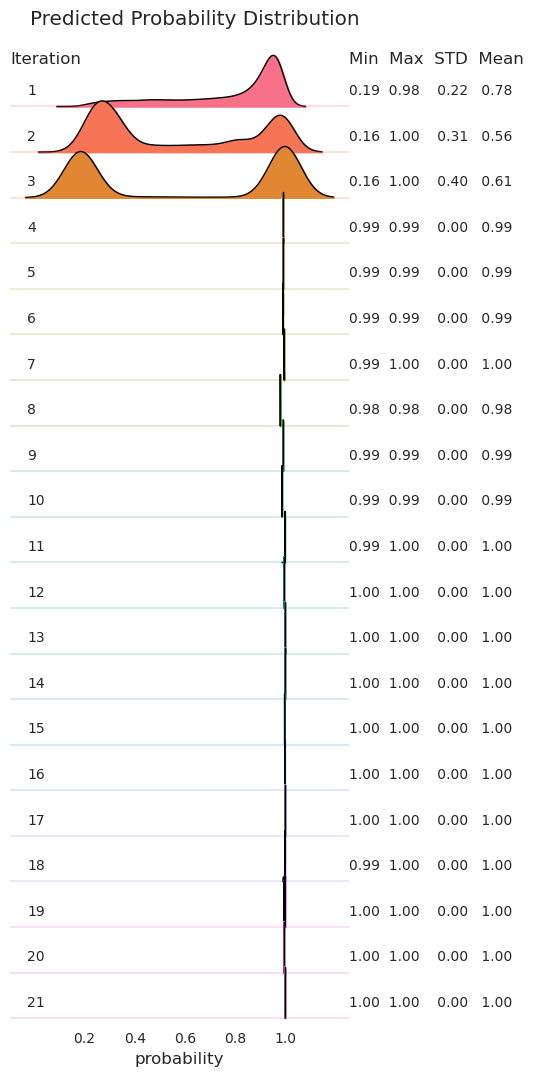 Predicted Probability Distribution
Iteration Min Max STD Mean
1 0.19 0.98 0.22 0.78
2 0.16 1.00 0.31 0.56
3 0.16 1.00 0.40 0.61
4 0.99 0.99 0.00 0.99
5 0.99 0.99 0.00 0.99
6 0.99 0.99 0.00 0.99
7 0.99 1.00 0.00 1.00
8 0.98 0.98 0.00 0.98
9 0.99 0.99 0.00 0.99
10 0.99 0.99 0.00 0.99
11 0.99 1.00 0.00 1.00
12 1.00 1.00 0.00 1.00
13 1.00 1.00 0.00 1.00
14 1.00 1.00 0.00 1.00
15 1.00 1.00 0.00 1.00
16 1.00 1.00 0.00 1.00
17 1.00 1.00 0.00 1.00
18 0.99 1.00 0.00 1.00
19 1.00 1.00 0.00 1.00
20 1.00 1.00 0.00 1.00
21 1.00 1.00 0.00 1.00
0.2 0.4 0.6 0.8 1.0
probability